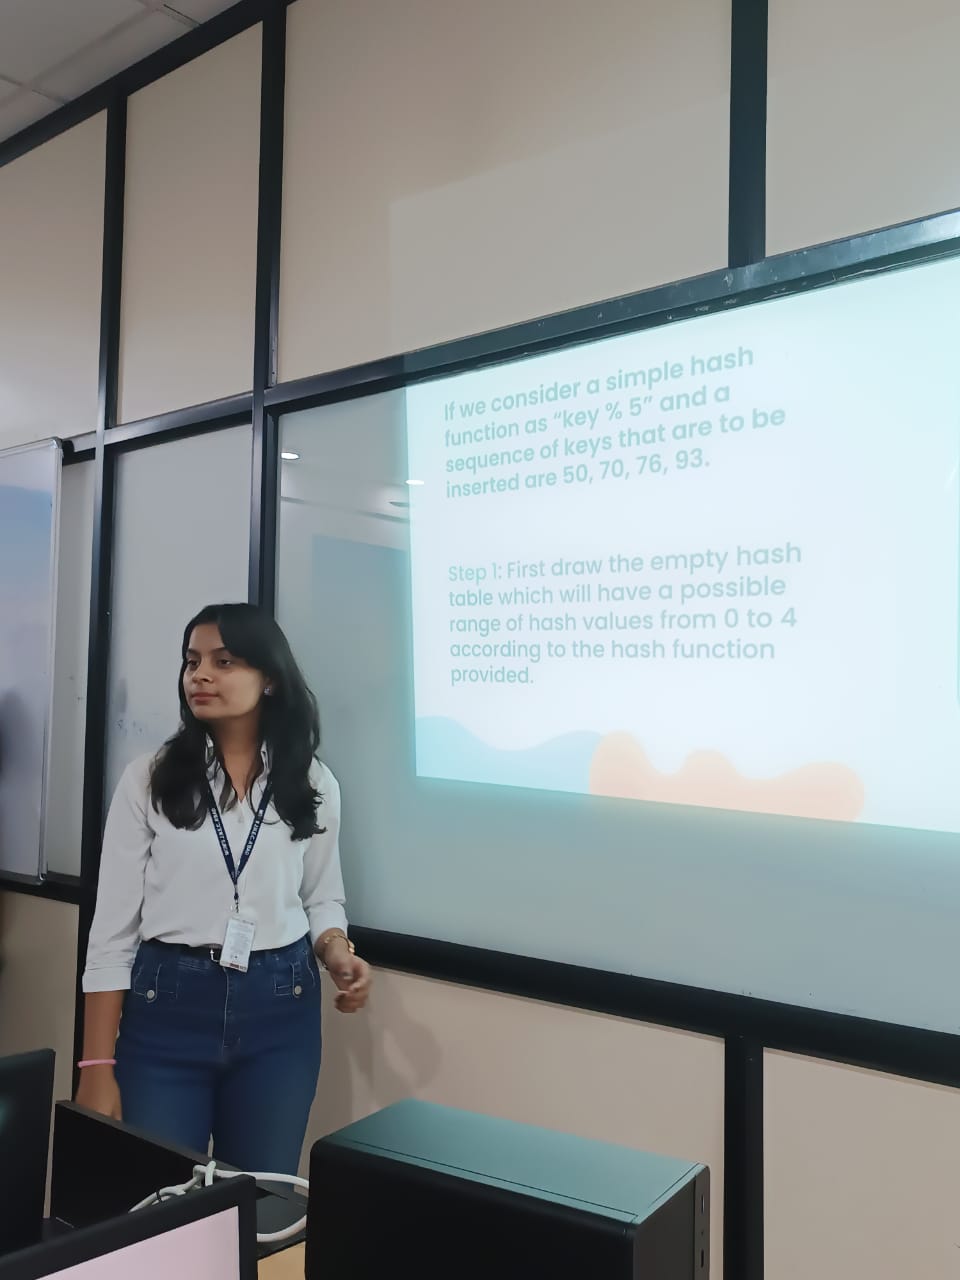 If we consider a simple hash
function as “key % 5” and a
sequence of keys that are to be
inserted are 50, 70, 76, 93.
Step 1: First draw the empty hash
table which will have a possible
range of hash values from 0 to 4
according to the hash function
provided.